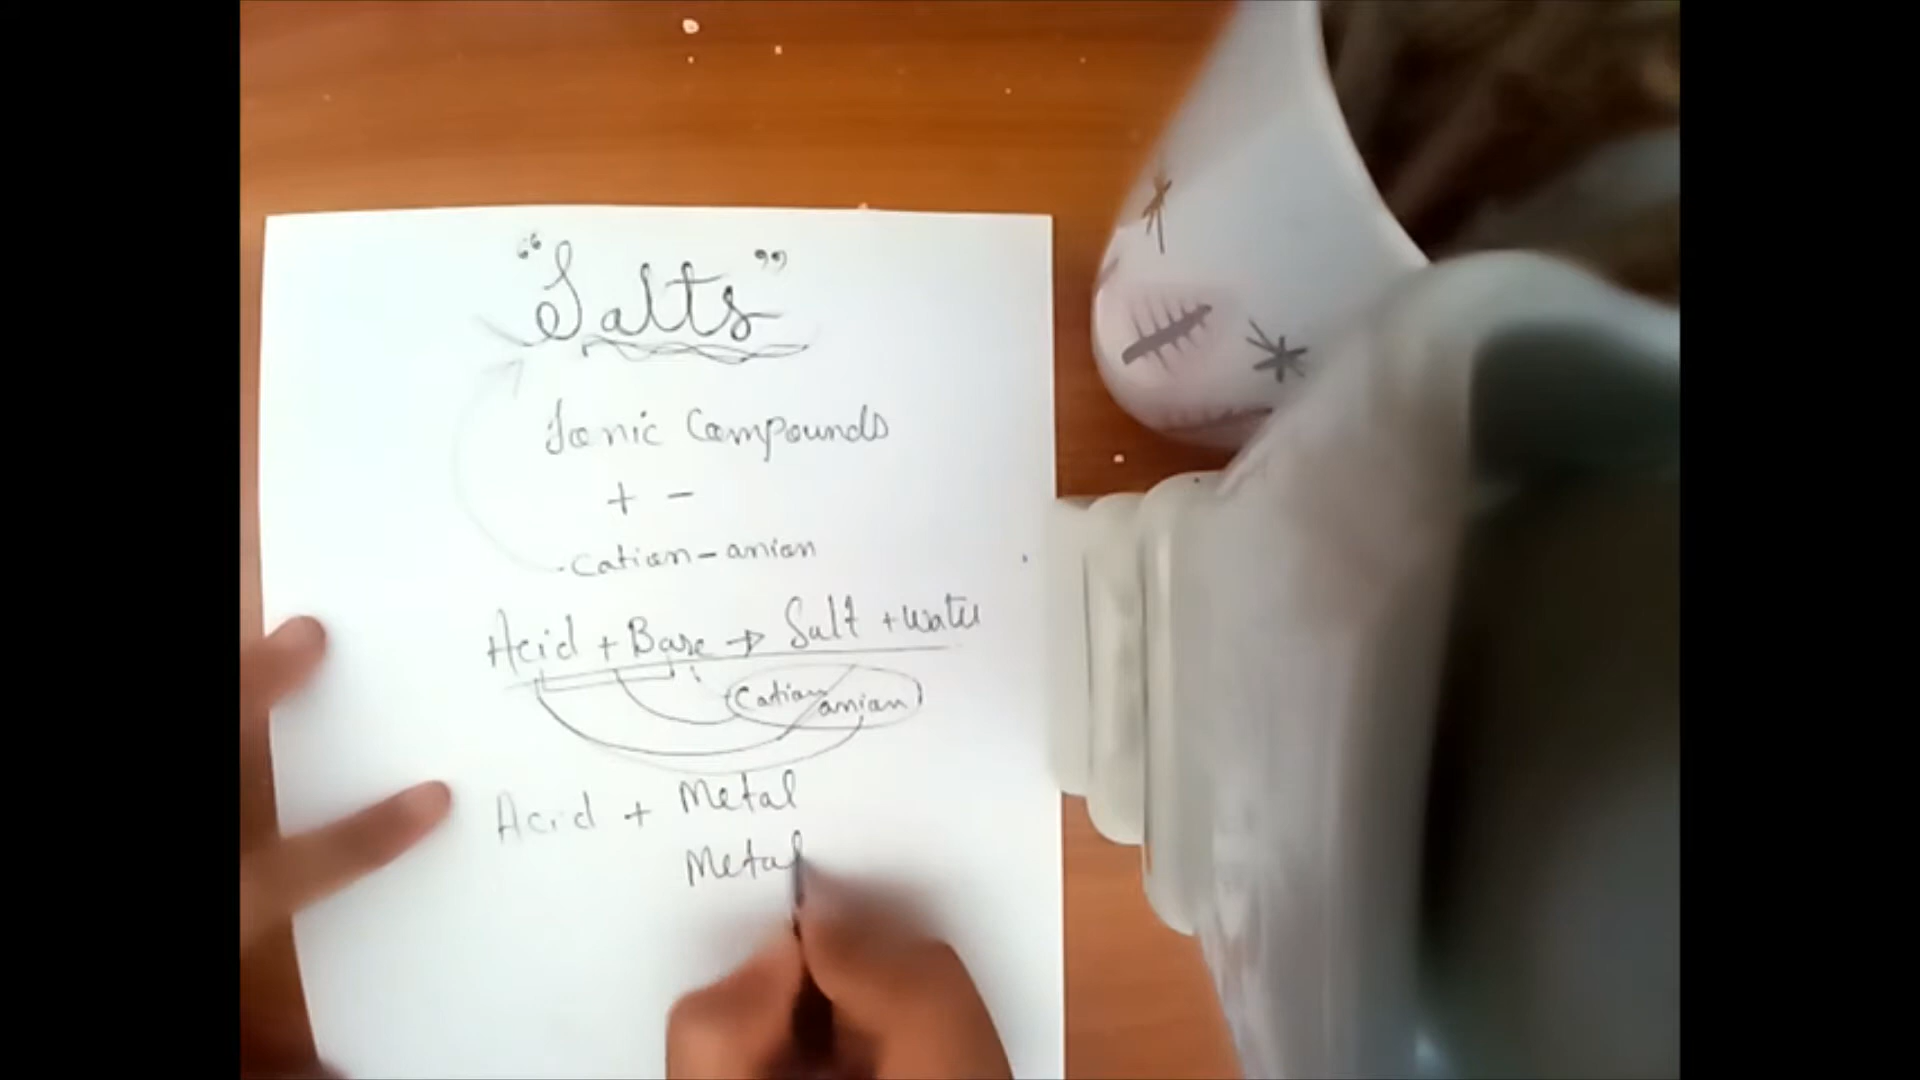 "Salts"
Ionic Compounds
+ -
Cation-anion
Acid + Base → Salt + Water
Cation
anion
Acid + Metal
Metal